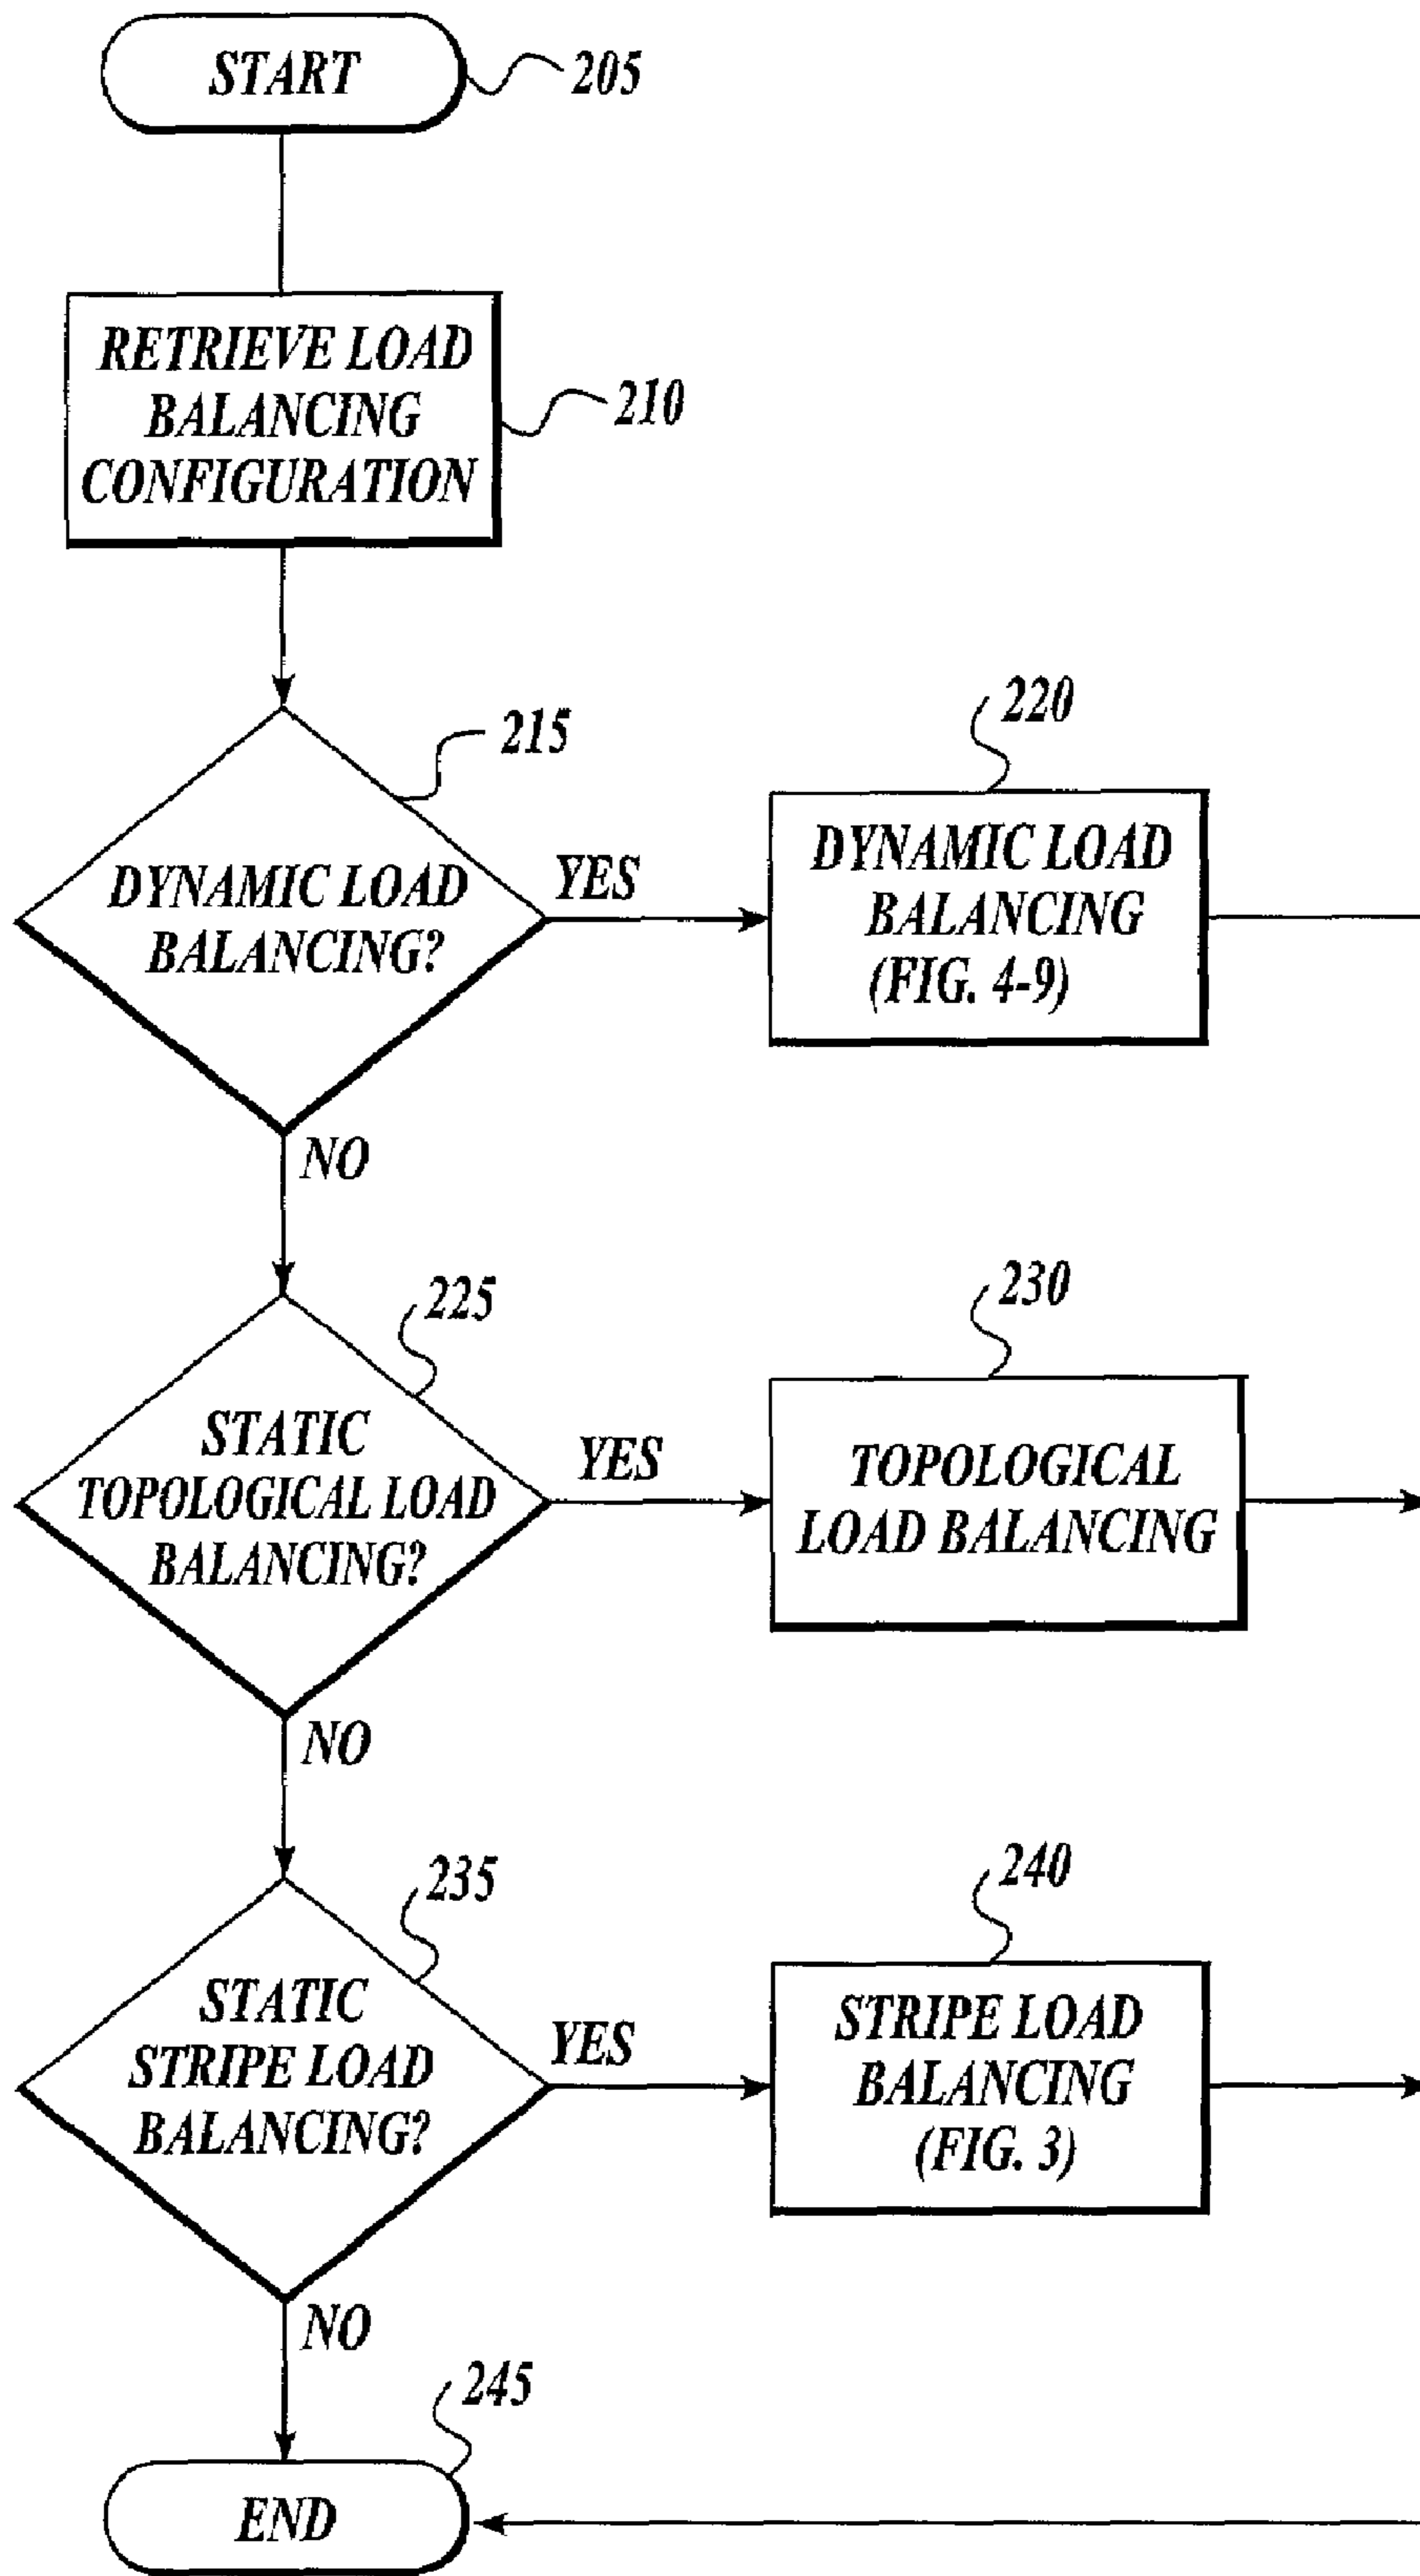 START
205
RETRIEVE LOAD
BALANCING
CONFIGURATION
210
215
DYNAMIC LOAD
BALANCING?
YES
220
DYNAMIC LOAD
BALANCING
(FIG. 4-9)
NO
225
STATIC
TOPOLOGICAL LOAD
BALANCING?
YES
230
TOPOLOGICAL
LOAD BALANCING
NO
235
STATIC
STRIPE LOAD
BALANCING?
YES
240
STRIPE LOAD
BALANCING
(FIG. 3)
NO
245
END